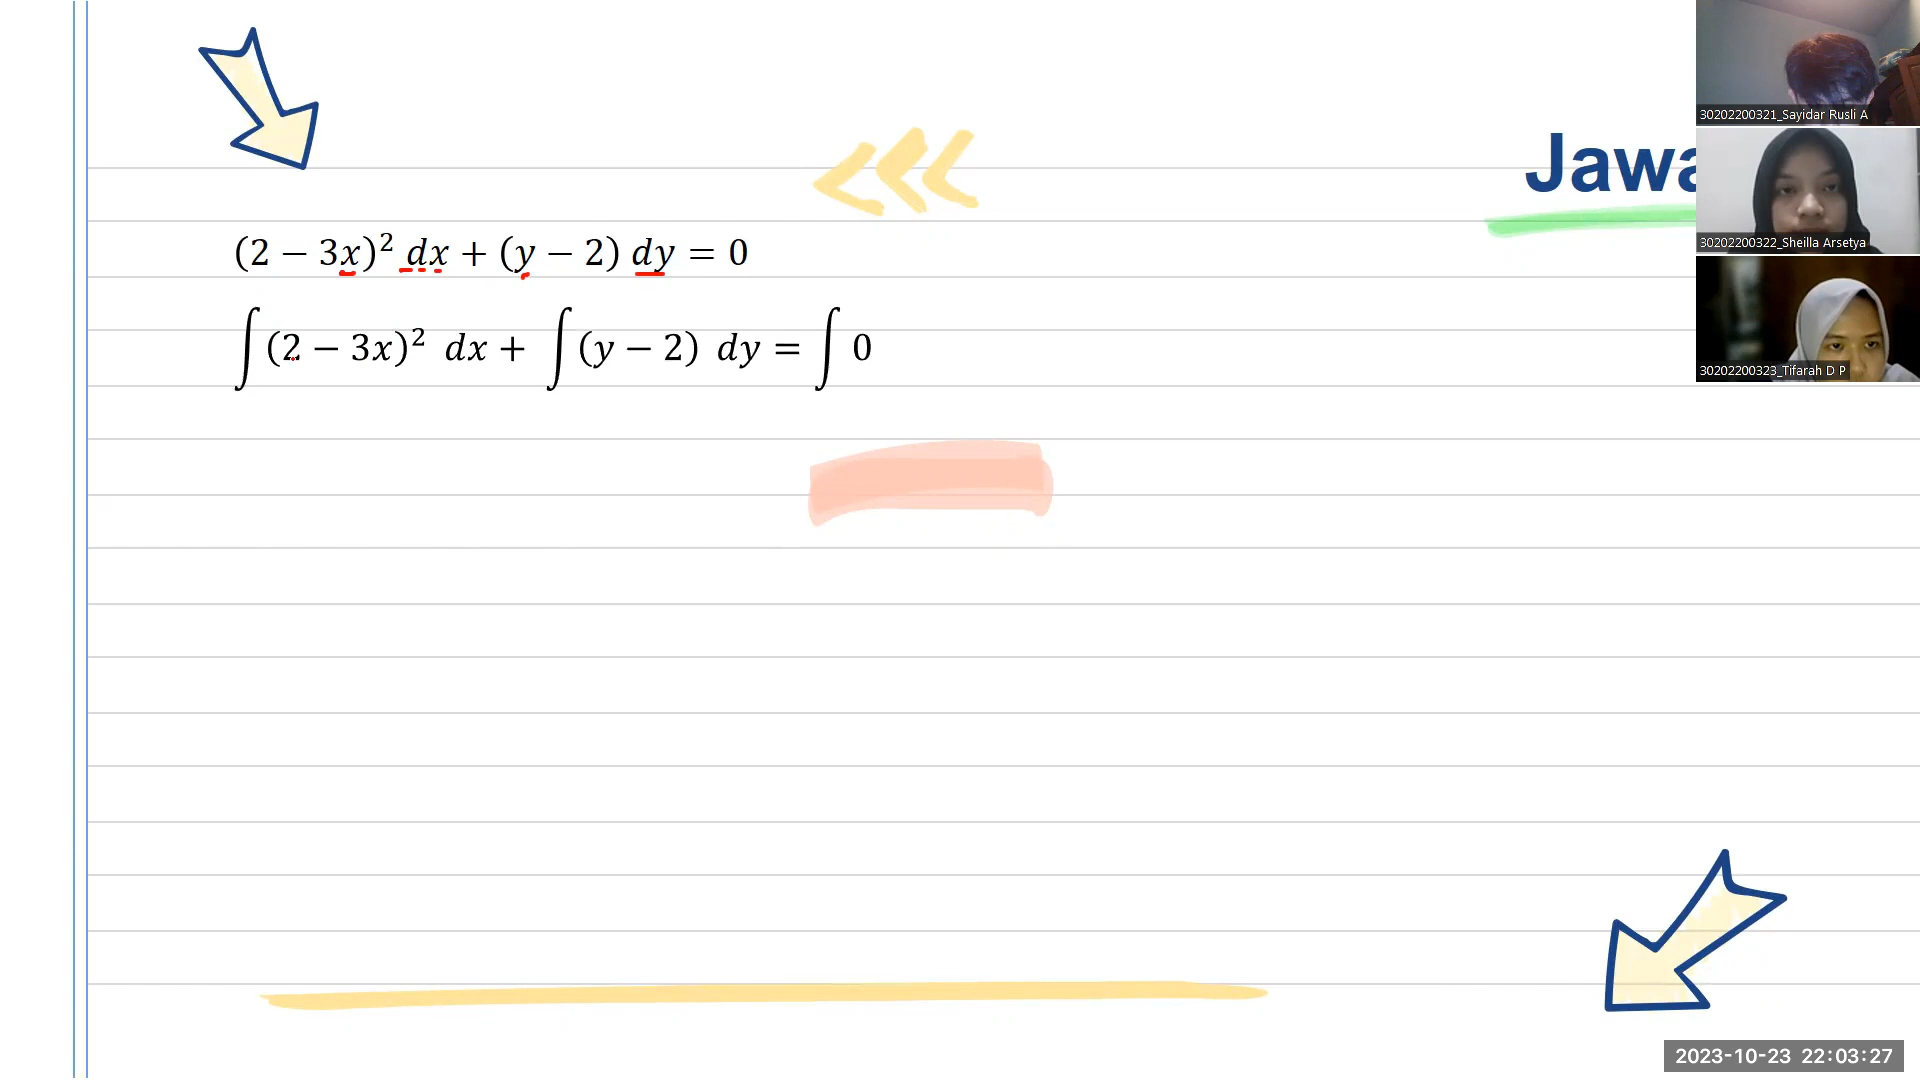 Jawa
(2 − 3x)² dx + (y − 2) dy = 0
∫(2 − 3x)² dx + ∫(y − 2) dy = ∫ 0
30202200321_Sayidar Rusli A
30202200322_Sheilla Arsetya
30202200323_Tifarah D P
2023-10-23 22:03:27